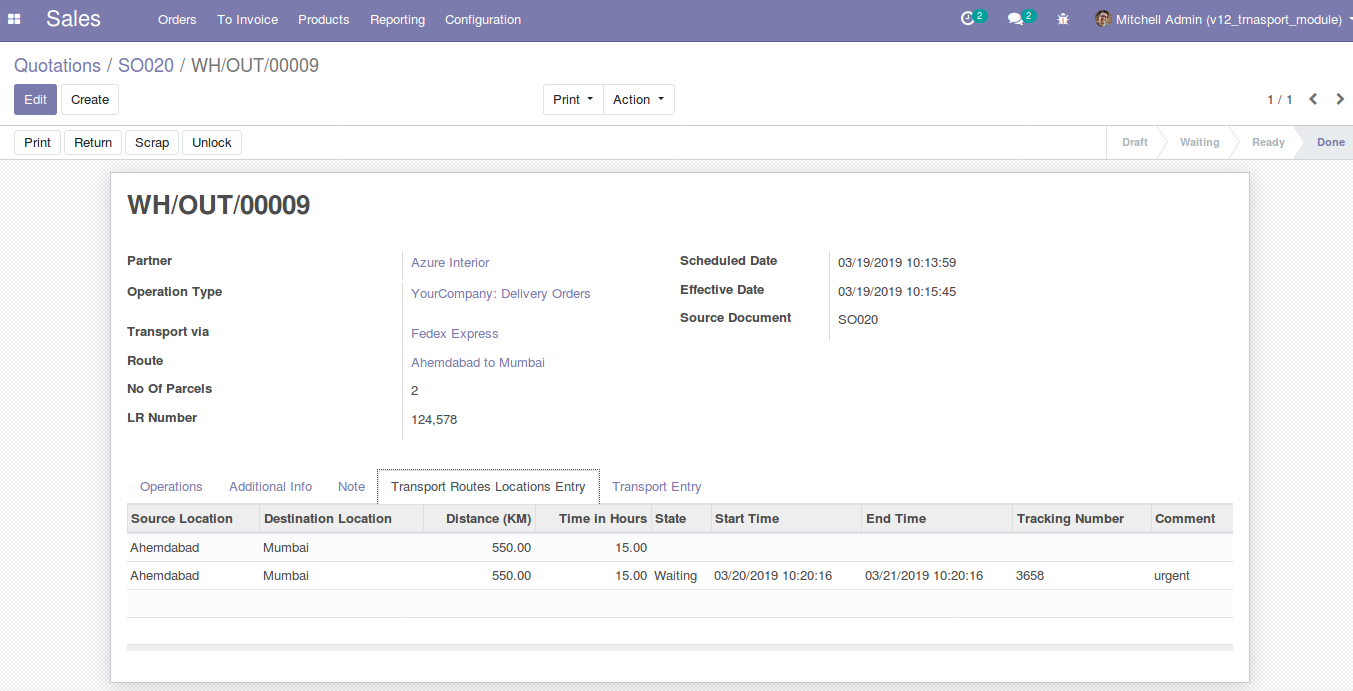 Sales Orders To Invoice Products Reporting Configuration 2 2 Mitchell Admin (v12_trnasport_module)
Quotations / SO020 / WH/OUT/00009
Edit Create Print Action 1 / 1
Print Return Scrap Unlock Draft Waiting Ready Done
WH/OUT/00009
Partner Azure Interior Scheduled Date 03/19/2019 10:13:59
Operation Type YourCompany: Delivery Orders Effective Date 03/19/2019 10:15:45
Source Document SO020
Transport via Fedex Express
Route Ahemdabad to Mumbai
No Of Parcels 2
LR Number 124,578
Operations Additional Info Note Transport Routes Locations Entry Transport Entry
Source Location Destination Location Distance (KM) Time in Hours State Start Time End Time Tracking Number Comment
Ahemdabad Mumbai 550.00 15.00
Ahemdabad Mumbai 550.00 15.00 Waiting 03/20/2019 10:20:16 03/21/2019 10:20:16 3658 urgent